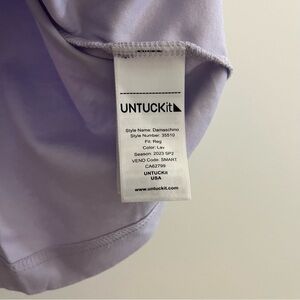 UNTUCKit
Style Name: Damaschino
Style Number: 35510
Fit: Reg
Color: Lav
Season: 2023 SP2
VEND Code: SMART
CA62799
UNTUCKit
USA
www.untuckit.com